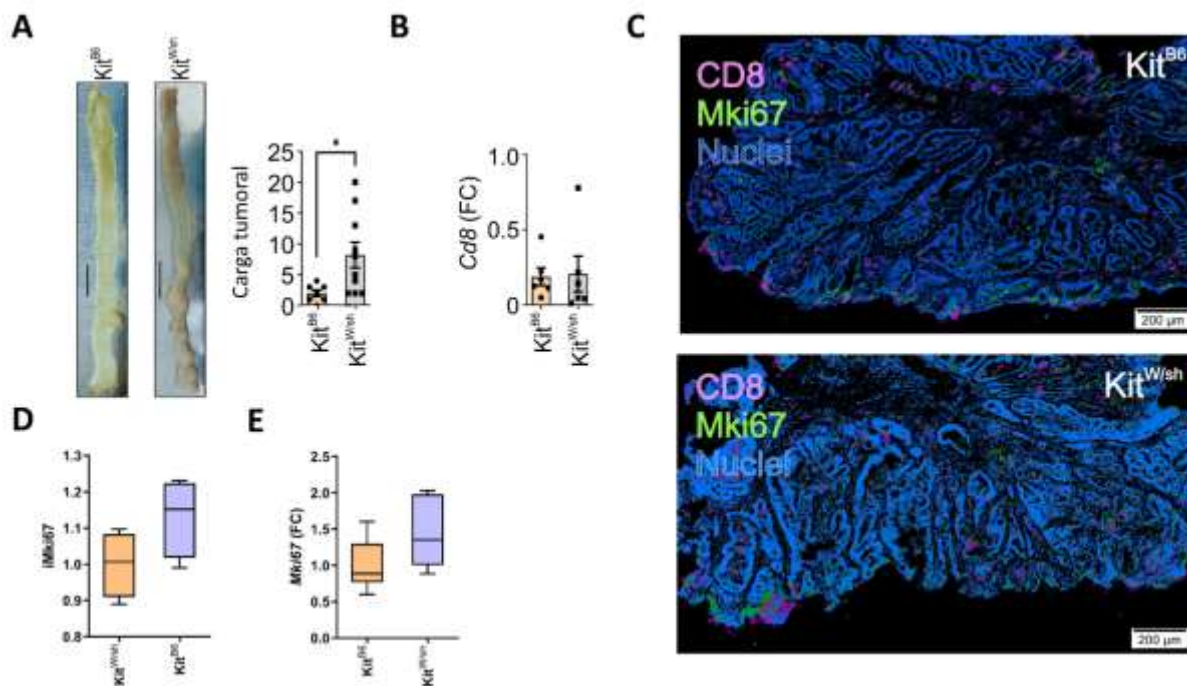 A
Kit^B6
Kit^W/sh
Carga tumoral
25
20
15
10
5
0
*
Kit^B6
Kit^W/sh
B
Cd8 (FC)
1.0
0.5
0
Kit^B6
Kit^W/sh
C
CD8
Mki67
Nuclei
Kit^B6
200 µm
CD8
Mki67
Nuclei
Kit^W/sh
200 µm
D
iMki67
1.3
1.2
1.1
1.0
0.9
0.8
Kit^W/sh
Kit^B6
E
Mki67 (FC)
2.5
2.0
1.5
1.0
0.5
0.0
Kit^B6
Kit^W/sh